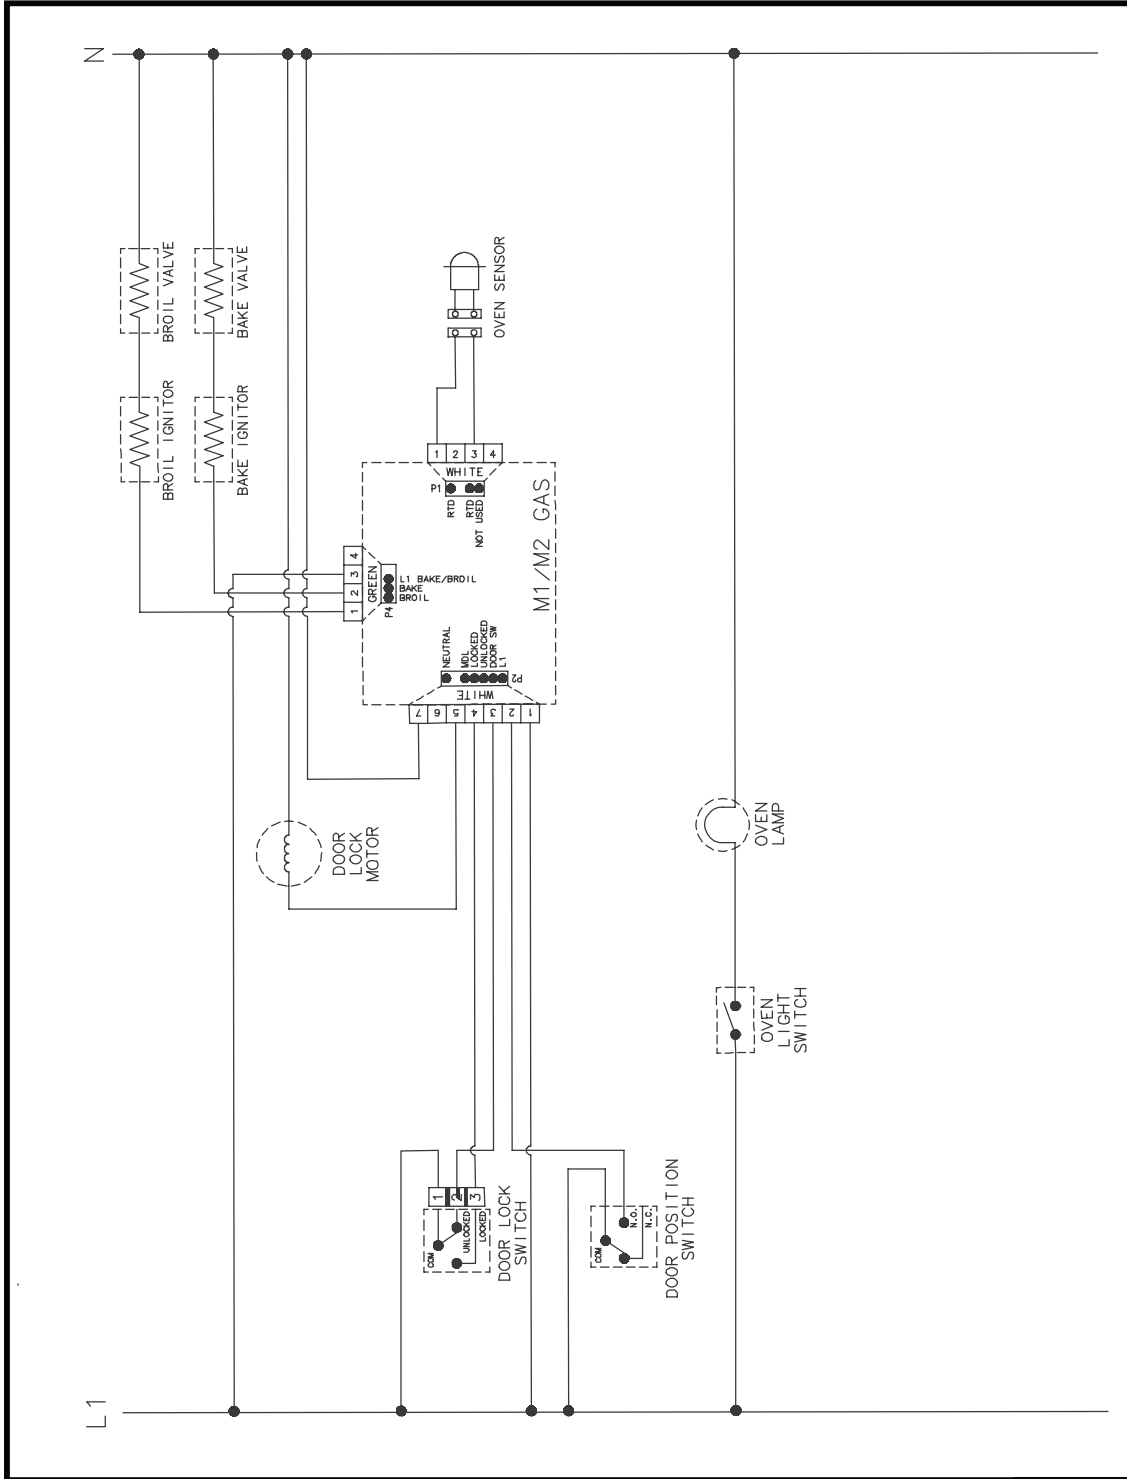 L1
N
BROIL IGNITOR
BROIL VALVE
BAKE IGNITOR
BAKE VALVE
DOOR
LOCK
MOTOR
1
2
3
4
GREEN
P4
L1 BAKE/BROIL
BAKE
BROIL
1
2
3
4
WHITE
P1
RTD
RTD
NOT USED
OVEN SENSOR
M1/M2 GAS
NEUTRAL
MDL
LOCKED
UNLOCKED
DOOR SW
L1
P2
WHITE
7
6
5
4
3
2
1
1
2
3
COM
UNLOCKED
LOCKED
DOOR LOCK
SWITCH
COM
N.O.
N.C.
DOOR POSITION
SWITCH
OVEN
LIGHT
SWITCH
OVEN
LAMP